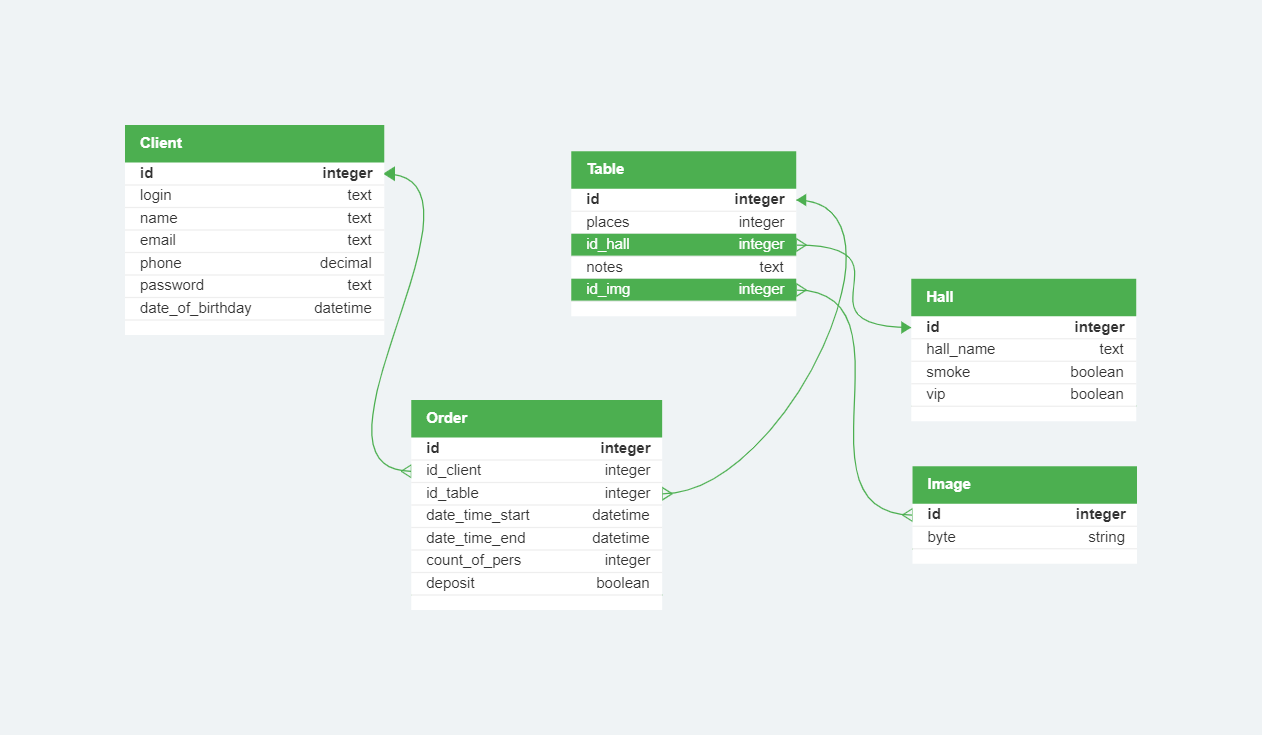 Client
id integer
login text
name text
email text
phone decimal
password text
date_of_birthday datetime
Table
id integer
places integer
id_hall integer
notes text
id_img integer
Hall
id integer
hall_name text
smoke boolean
vip boolean
Order
id integer
id_client integer
id_table integer
date_time_start datetime
date_time_end datetime
count_of_pers integer
deposit boolean
Image
id integer
byte string